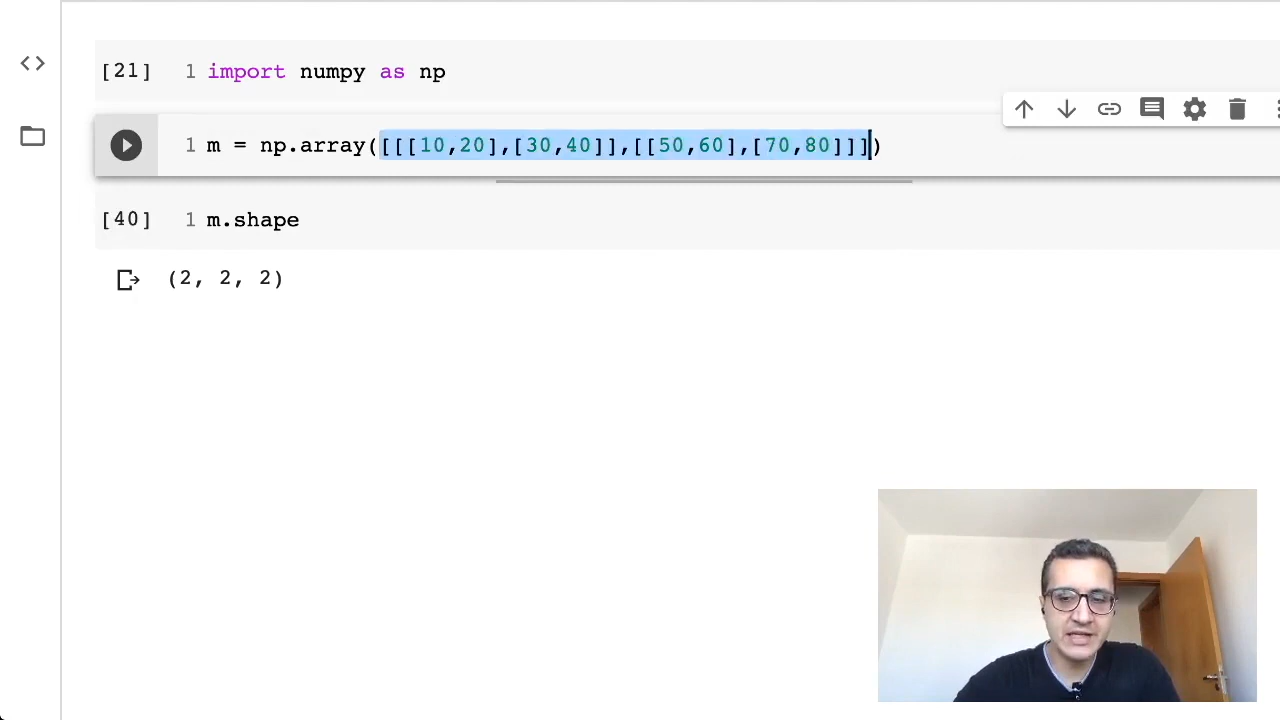 [21] 1 import numpy as np
1 m = np.array([[[10,20],[30,40]],[[50,60],[70,80]]])
[40] 1 m.shape
(2, 2, 2)